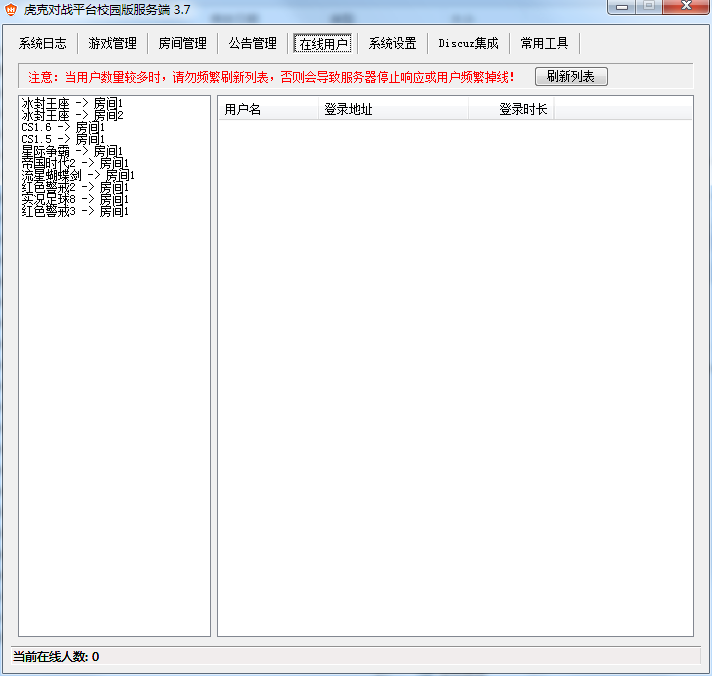 虎克对战平台校园版服务端 3.7
系统日志 游戏管理 房间管理 公告管理 在线用户 系统设置 Discuz集成 常用工具
注意：当用户数量较多时，请勿频繁刷新列表，否则会导致服务器停止响应或用户频繁掉线！ 刷新列表
用户名 登录地址 登录时长
冰封王座 -> 房间1
冰封王座 -> 房间2
CS1.6 -> 房间1
CS1.5 -> 房间1
星际争霸 -> 房间1
帝国时代2 -> 房间1
流星蝴蝶剑 -> 房间1
红色警戒2 -> 房间1
实况足球8 -> 房间1
红色警戒3 -> 房间1
当前在线人数: 0